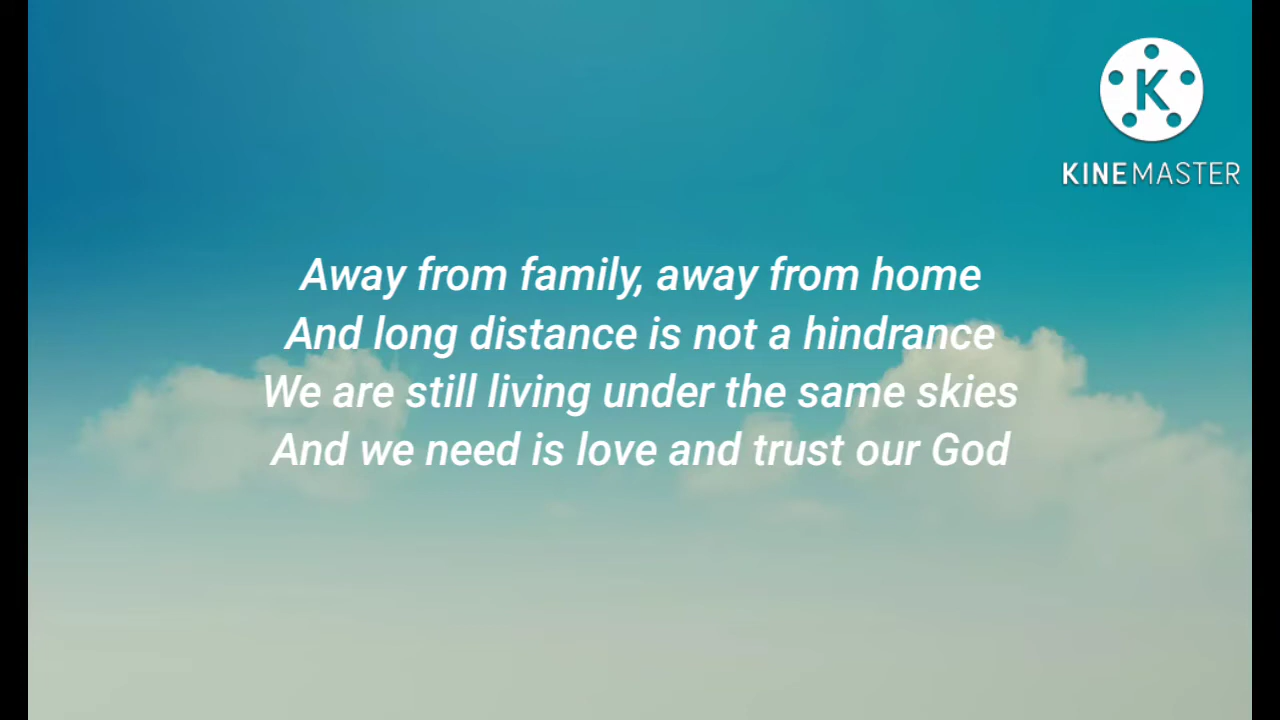 K
KINEMASTER
Away from family, away from home
And long distance is not a hindrance
We are still living under the same skies
And we need is love and trust our God